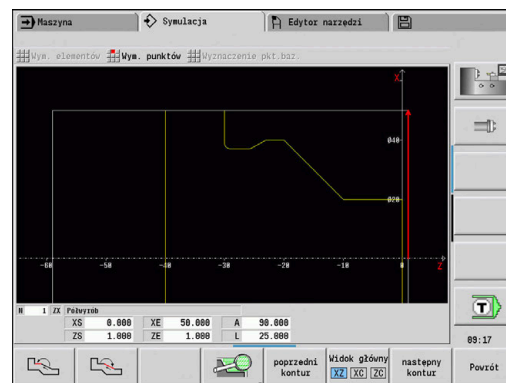 Maszyna Symulacja Edytor narzędzi
Wym. elementów Wym. punktów Wyznaczenie pkt.baz.
X
ø40
ø20
-60 -50 -40 -30 -20 -10 0 Z
N 1 ZX Półwyrób
XS 0.000 XE 50.000 A 90.000
ZS 1.000 ZE 1.000 L 25.000
T
09:17
poprzedni kontur
Widok główny
XZ XC ZC
następny kontur
Powrót